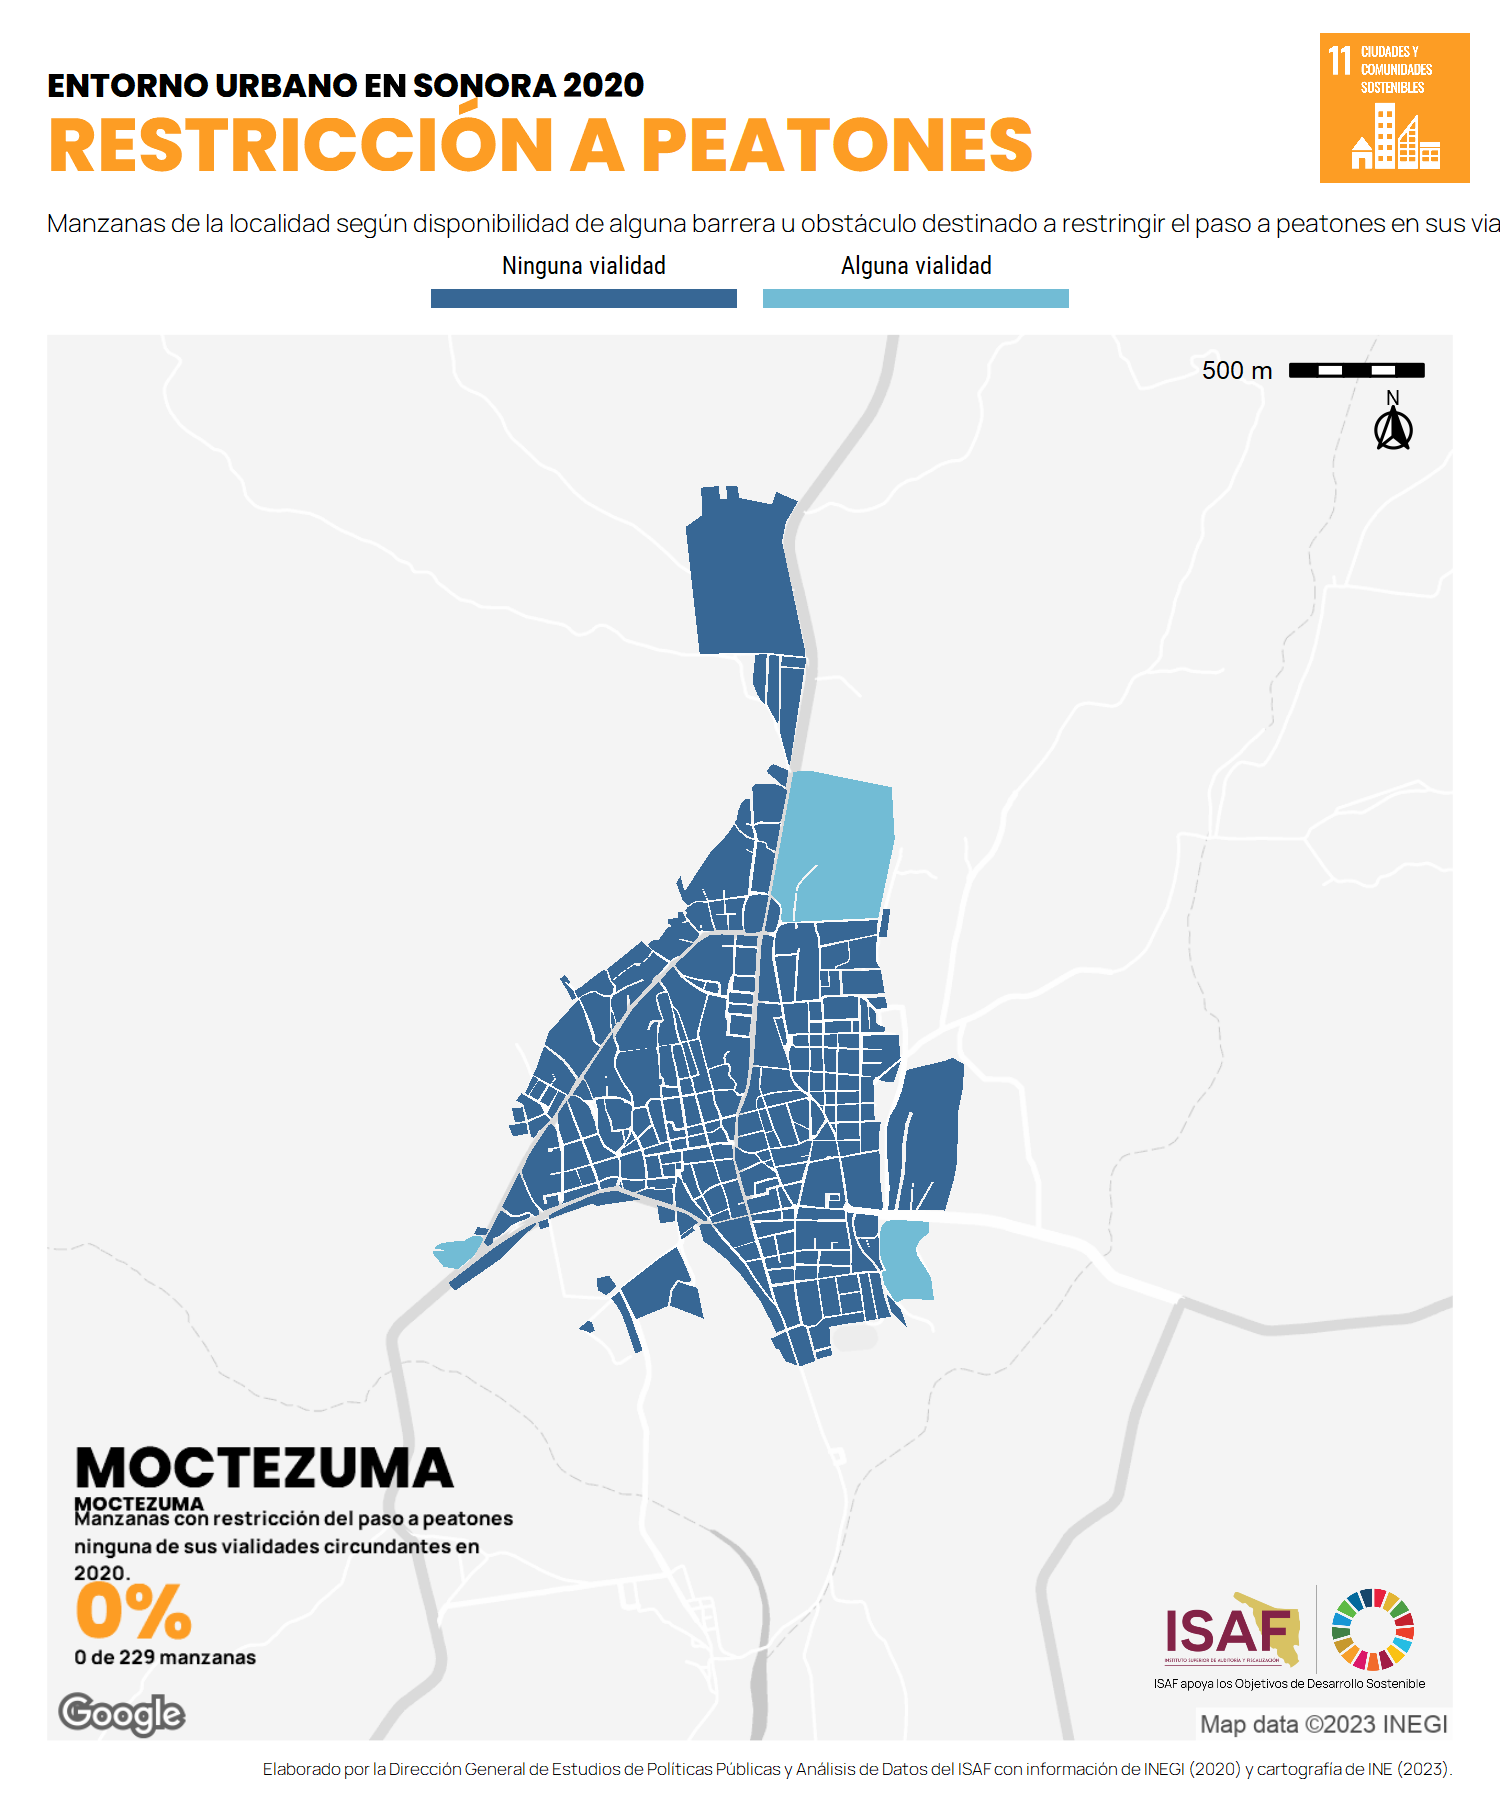 ENTORNO URBANO EN SONORA 2020
RESTRICCIÓN A PEATONES
11 CIUDADES Y
COMUNIDADES
SOSTENIBLES
Manzanas de la localidad según disponibilidad de alguna barrera u obstáculo destinado a restringir el paso a peatones en sus via
Ninguna vialidad
Alguna vialidad
500 m
N
MOCTEZUMA
MOCTEZUMA
Manzanas con restricción del paso a peatones
ninguna de sus vialidades circundantes en
2020.
0%
0 de 229 manzanas
Google
ISAF
INSTITUTO SUPERIOR DE AUDITORÍA Y FISCALIZACIÓN
ISAF apoya los Objetivos de Desarrollo Sostenible
Map data ©2023 INEGI
Elaborado por la Dirección General de Estudios de Políticas Públicas y Análisis de Datos del ISAF con información de INEGI (2020) y cartografía de INE (2023).